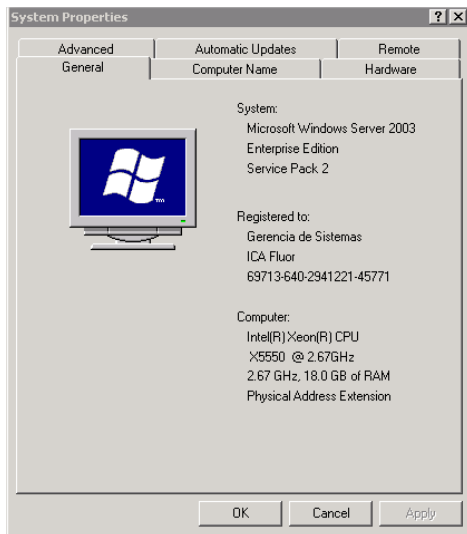 System Properties
Advanced Automatic Updates Remote
General Computer Name Hardware
System:
Microsoft Windows Server 2003
Enterprise Edition
Service Pack 2
Registered to:
Gerencia de Sistemas
ICA Fluor
69713-640-2941221-45771
Computer:
Intel(R) Xeon(R) CPU
X5550 @ 2.67GHz
2.67 GHz, 18.0 GB of RAM
Physical Address Extension
OK Cancel Apply